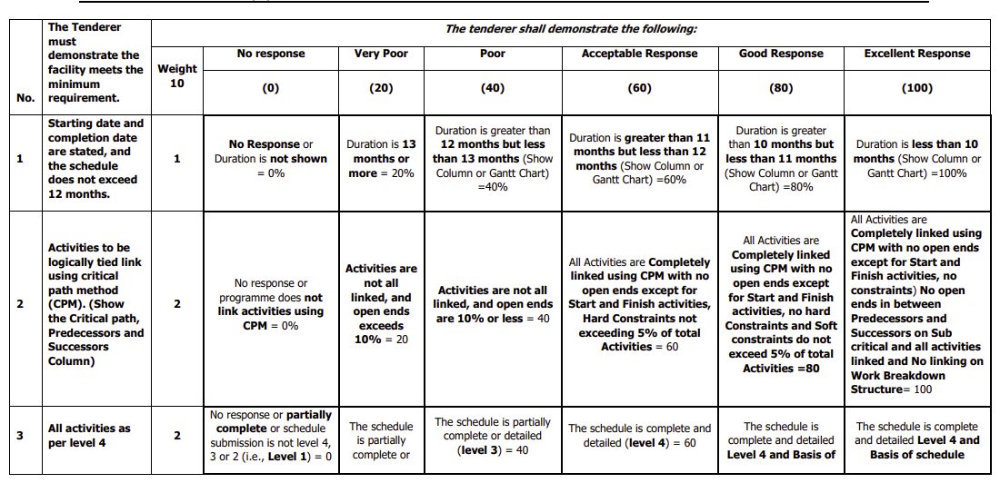 The Tenderer must demonstrate the facility meets the minimum requirement.
The tenderer shall demonstrate the following:
No.
Weight
10
No response
Very Poor
Poor
Acceptable Response
Good Response
Excellent Response
(0)
(20)
(40)
(60)
(80)
(100)
1
Starting date and
completion date
are stated, and
the schedule
does not exceed
12 months.
1
No Response or
Duration is not shown
= 0%
Duration is 13
months or
more = 20%
Duration is greater than
12 months but less
than 13 months (Show
Column or Gantt Chart)
=40%
Duration is greater than 11
months but less than 12
months (Show Column or
Gantt Chart) =60%
Duration is greater
than 10 months but
less than 11 months
(Show Column or Gantt
Chart) =80%
Duration is less than 10
months (Show Column or
Gantt Chart) =100%
2
Activities to be
logically tied link
using critical
path method
(CPM). (Show
the Critical path,
Predecessors and
Successors
Column)
2
No response or
programme does not
link activities using
CPM = 0%
Activities are
not all
linked, and
open ends
exceeds
10% = 20
Activities are not all
linked, and open ends
are 10% or less = 40
All Activities are Completely
linked using CPM with no
open ends except for
Start and Finish activities,
Hard Constraints not
exceeding 5% of total
Activities = 60
All Activities are
Completely linked
using CPM with no
open ends except
for Start and Finish
activities, no hard
Constraints and Soft
constraints do not
exceed 5% of total
Activities =80
All Activities are
Completely linked using
CPM with no open ends
except for Start and
Finish activities, no
constraints) No open
ends in between
Predecessors and
Successors on Sub
critical and all activities
linked and No linking on
Work Breakdown
Structure= 100
3
All activities as
per level 4
2
No response or partially
complete or schedule
submission is not level 4,
3 or 2 (i.e., Level 1) = 0
The schedule
is partially
complete or
The schedule is partially
complete or detailed
(level 3) = 40
The schedule is complete and
detailed (level 4) = 60
The schedule is
complete and detailed
Level 4 and Basis of
The schedule is complete
and detailed Level 4 and
Basis of schedule